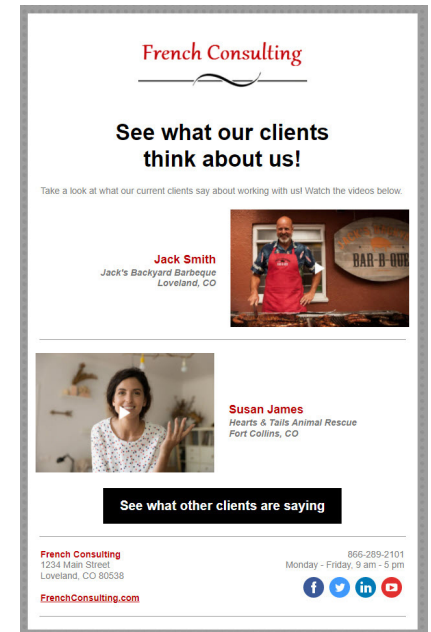 French Consulting
See what our clients
think about us!
Take a look at what our current clients say about working with us! Watch the videos below.
Jack Smith
Jack's Backyard Barbeque
Loveland, CO
BAR-B-QUE
Susan James
Hearts & Tails Animal Rescue
Fort Collins, CO
See what other clients are saying
French Consulting
1234 Main Street
Loveland, CO 80538
FrenchConsulting.com
866-289-2101
Monday - Friday, 9 am - 5 pm
f
in